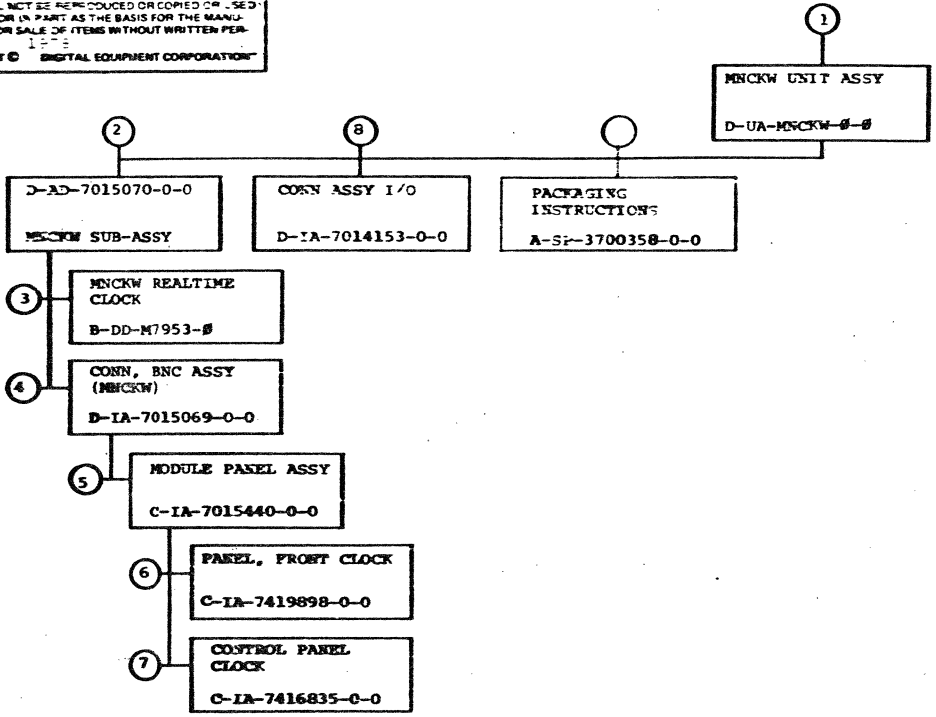 L NOT BE REPRODUCED OR COPIED OR USED
OR IN PART AS THE BASIS FOR THE MANU-
OR SALE OF ITEMS WITHOUT WRITTEN PER-
T © DIGITAL EQUIPMENT CORPORATION
1
MNCKW UNIT ASSY
D-UA-MNCKW-0-0
2
8
D-AD-7015070-0-0
MNCKW SUB-ASSY
CONN ASSY I/O
D-IA-7014153-0-0
PACKAGING
INSTRUCTIONS
A-SP-3700358-0-0
3
MNCKW REALTIME
CLOCK
B-DD-M7953-0
4
CONN, BNC ASSY
(MNCKW)
D-IA-7015069-0-0
5
MODULE PANEL ASSY
C-IA-7015440-0-0
6
PANEL, FRONT CLOCK
C-IA-7419898-0-0
7
CONTROL PANEL
CLOCK
C-IA-7416835-0-0